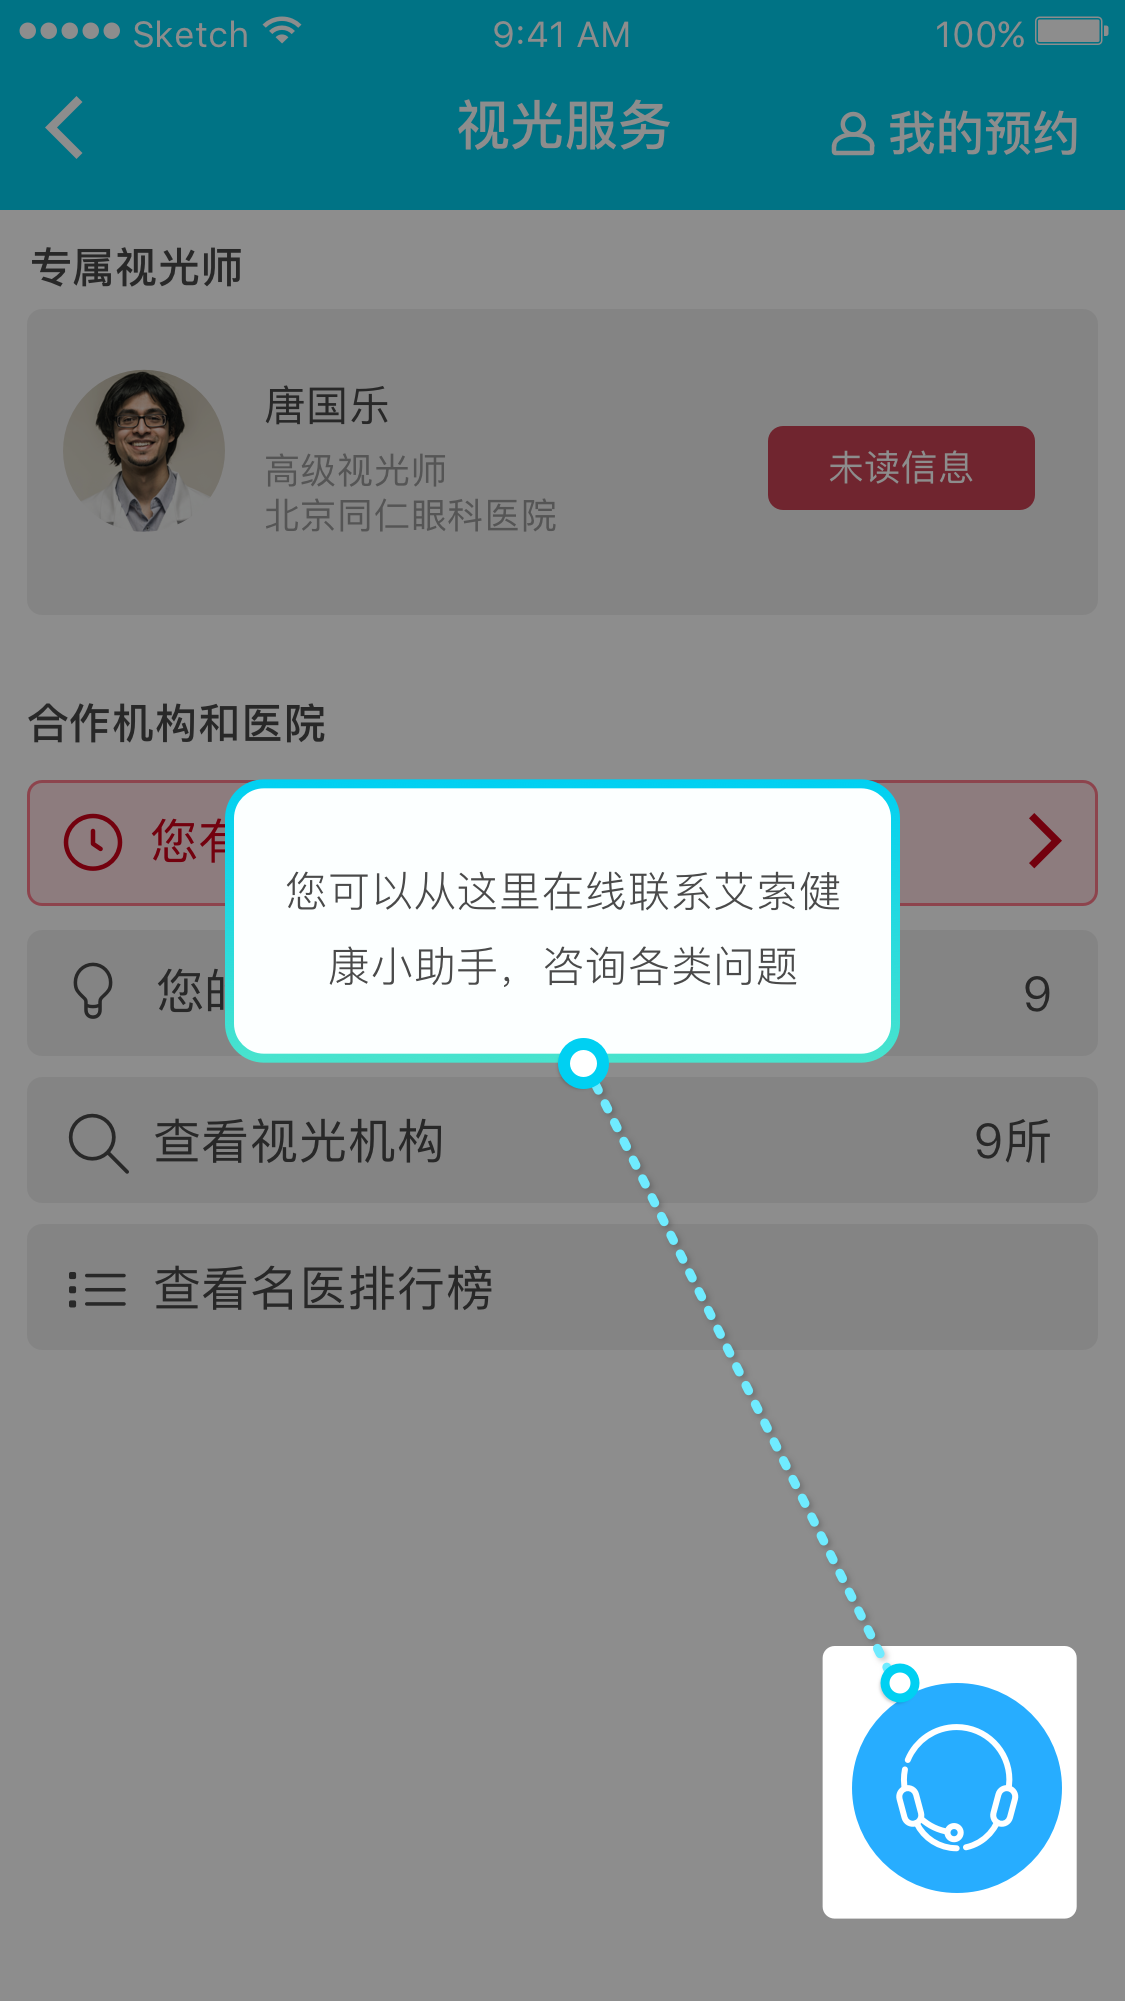 Sketch 9:41 AM 100%
视光服务 我的预约
专属视光师
唐国乐
高级视光师
北京同仁眼科医院
未读信息
合作机构和医院
您有
您可以从这里在线联系艾索健
康小助手，咨询各类问题
您的 9
查看视光机构 9所
查看名医排行榜